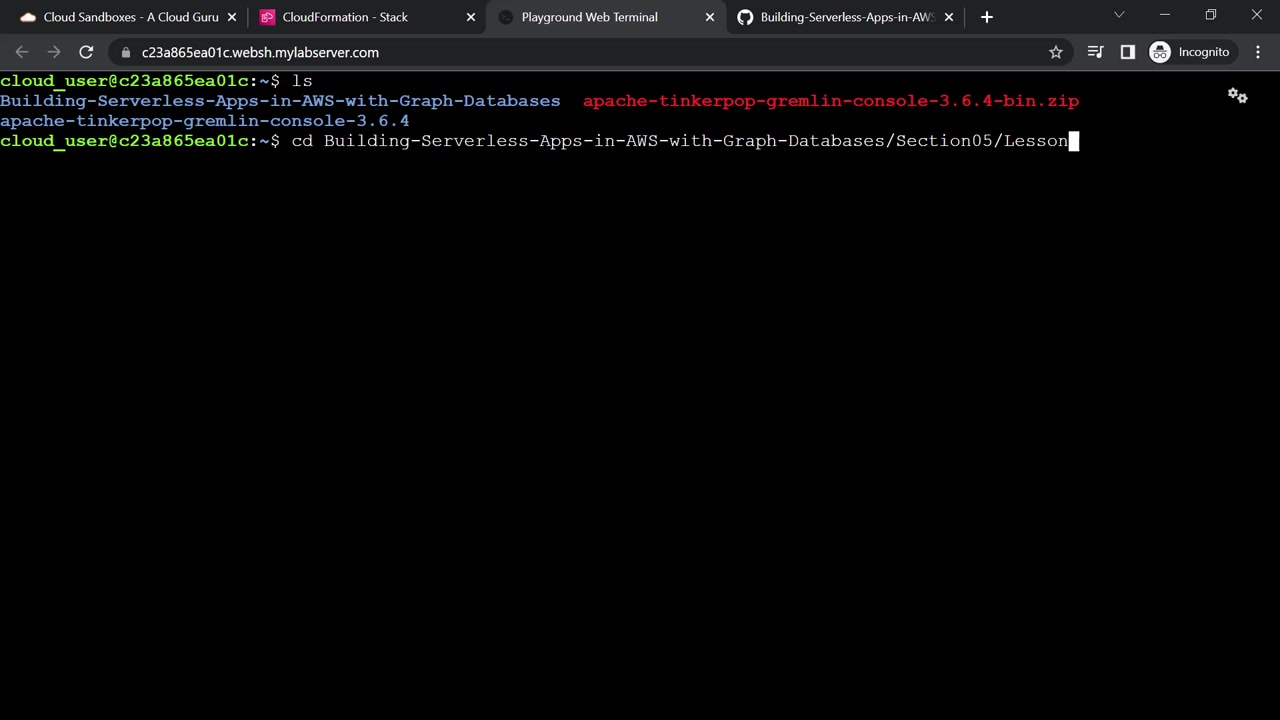 Cloud Sandboxes - A Cloud Guru
CloudFormation - Stack
Playground Web Terminal
Building-Serverless-Apps-in-AWS
c23a865ea01c.websh.mylabserver.com
Incognito
cloud_user@c23a865ea01c:~$ ls
Building-Serverless-Apps-in-AWS-with-Graph-Databases apache-tinkerpop-gremlin-console-3.6.4-bin.zip
apache-tinkerpop-gremlin-console-3.6.4
cloud_user@c23a865ea01c:~$ cd Building-Serverless-Apps-in-AWS-with-Graph-Databases/Section05/Lesson